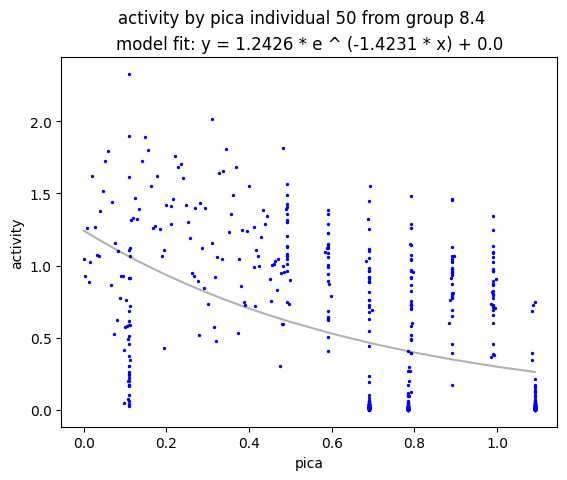 activity by pica individual 50 from group 8.4
model fit: y = 1.2426 * e ^ (-1.4231 * x) + 0.0
2.0
1.5
1.0
0.5
0.0
activity
0.0 0.2 0.4 0.6 0.8 1.0
pica